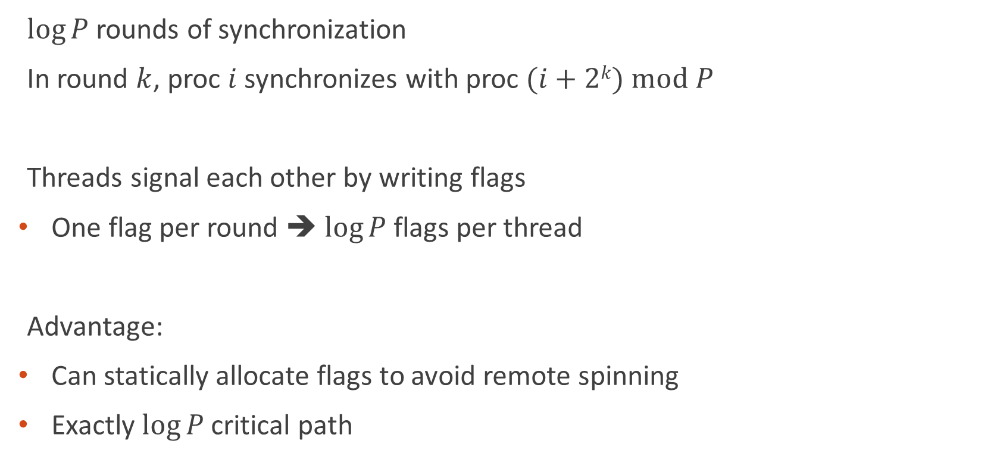 log P rounds of synchronization
In round k, proc i synchronizes with proc (i + 2ᵏ) mod P
Threads signal each other by writing flags
• One flag per round ➔ log P flags per thread
Advantage:
• Can statically allocate flags to avoid remote spinning
• Exactly log P critical path